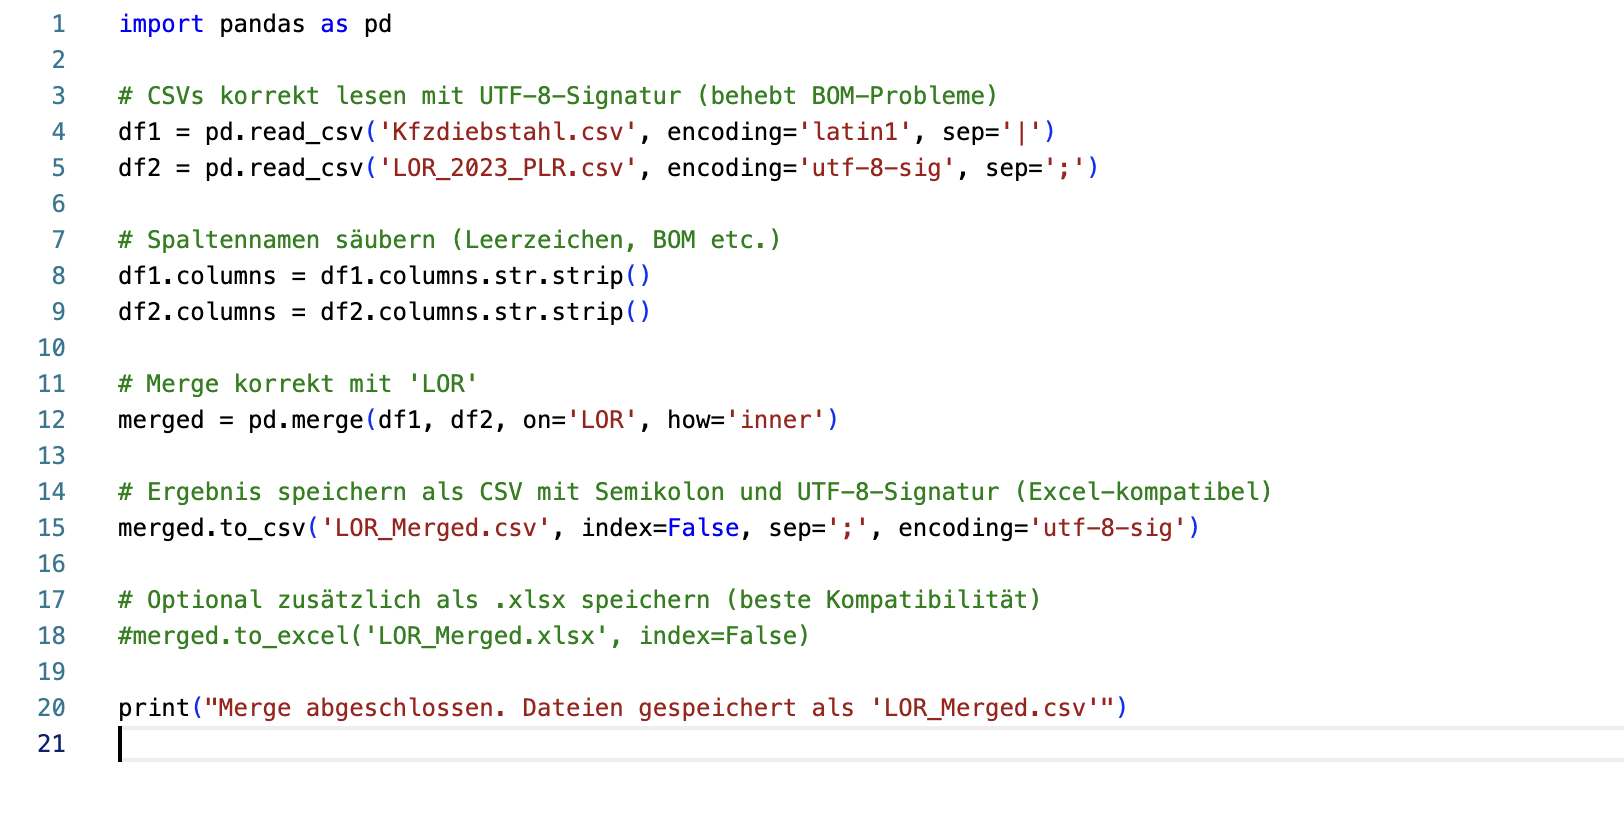 1 import pandas as pd
2
3 # CSVs korrekt lesen mit UTF-8-Signatur (behebt BOM-Probleme)
4 df1 = pd.read_csv('Kfzdiebstahl.csv', encoding='latin1', sep='|')
5 df2 = pd.read_csv('LOR_2023_PLR.csv', encoding='utf-8-sig', sep=';')
6
7 # Spaltennamen säubern (Leerzeichen, BOM etc.)
8 df1.columns = df1.columns.str.strip()
9 df2.columns = df2.columns.str.strip()
10
11 # Merge korrekt mit 'LOR'
12 merged = pd.merge(df1, df2, on='LOR', how='inner')
13
14 # Ergebnis speichern als CSV mit Semikolon und UTF-8-Signatur (Excel-kompatibel)
15 merged.to_csv('LOR_Merged.csv', index=False, sep=';', encoding='utf-8-sig')
16
17 # Optional zusätzlich als .xlsx speichern (beste Kompatibilität)
18 #merged.to_excel('LOR_Merged.xlsx', index=False)
19
20 print("Merge abgeschlossen. Dateien gespeichert als 'LOR_Merged.csv'")
21